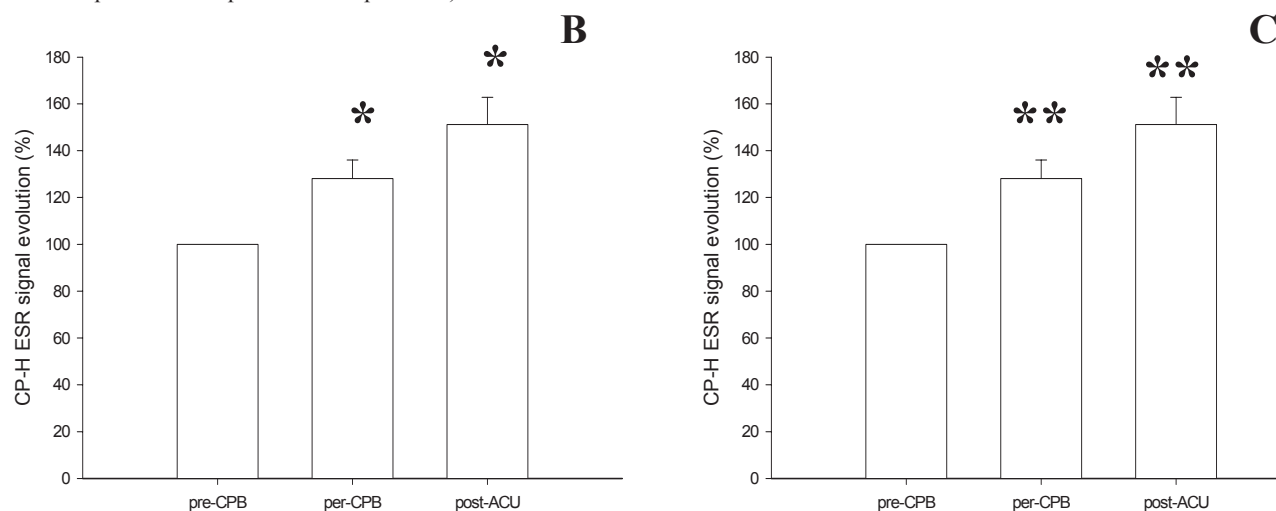 B
C
*
*
**
**
CP-H ESR signal evolution (%)
180
160
140
120
100
80
60
40
20
0
pre-CPB
per-CPB
post-ACU
CP-H ESR signal evolution (%)
180
160
140
120
100
80
60
40
20
0
pre-CPB
per-CPB
post-ACU